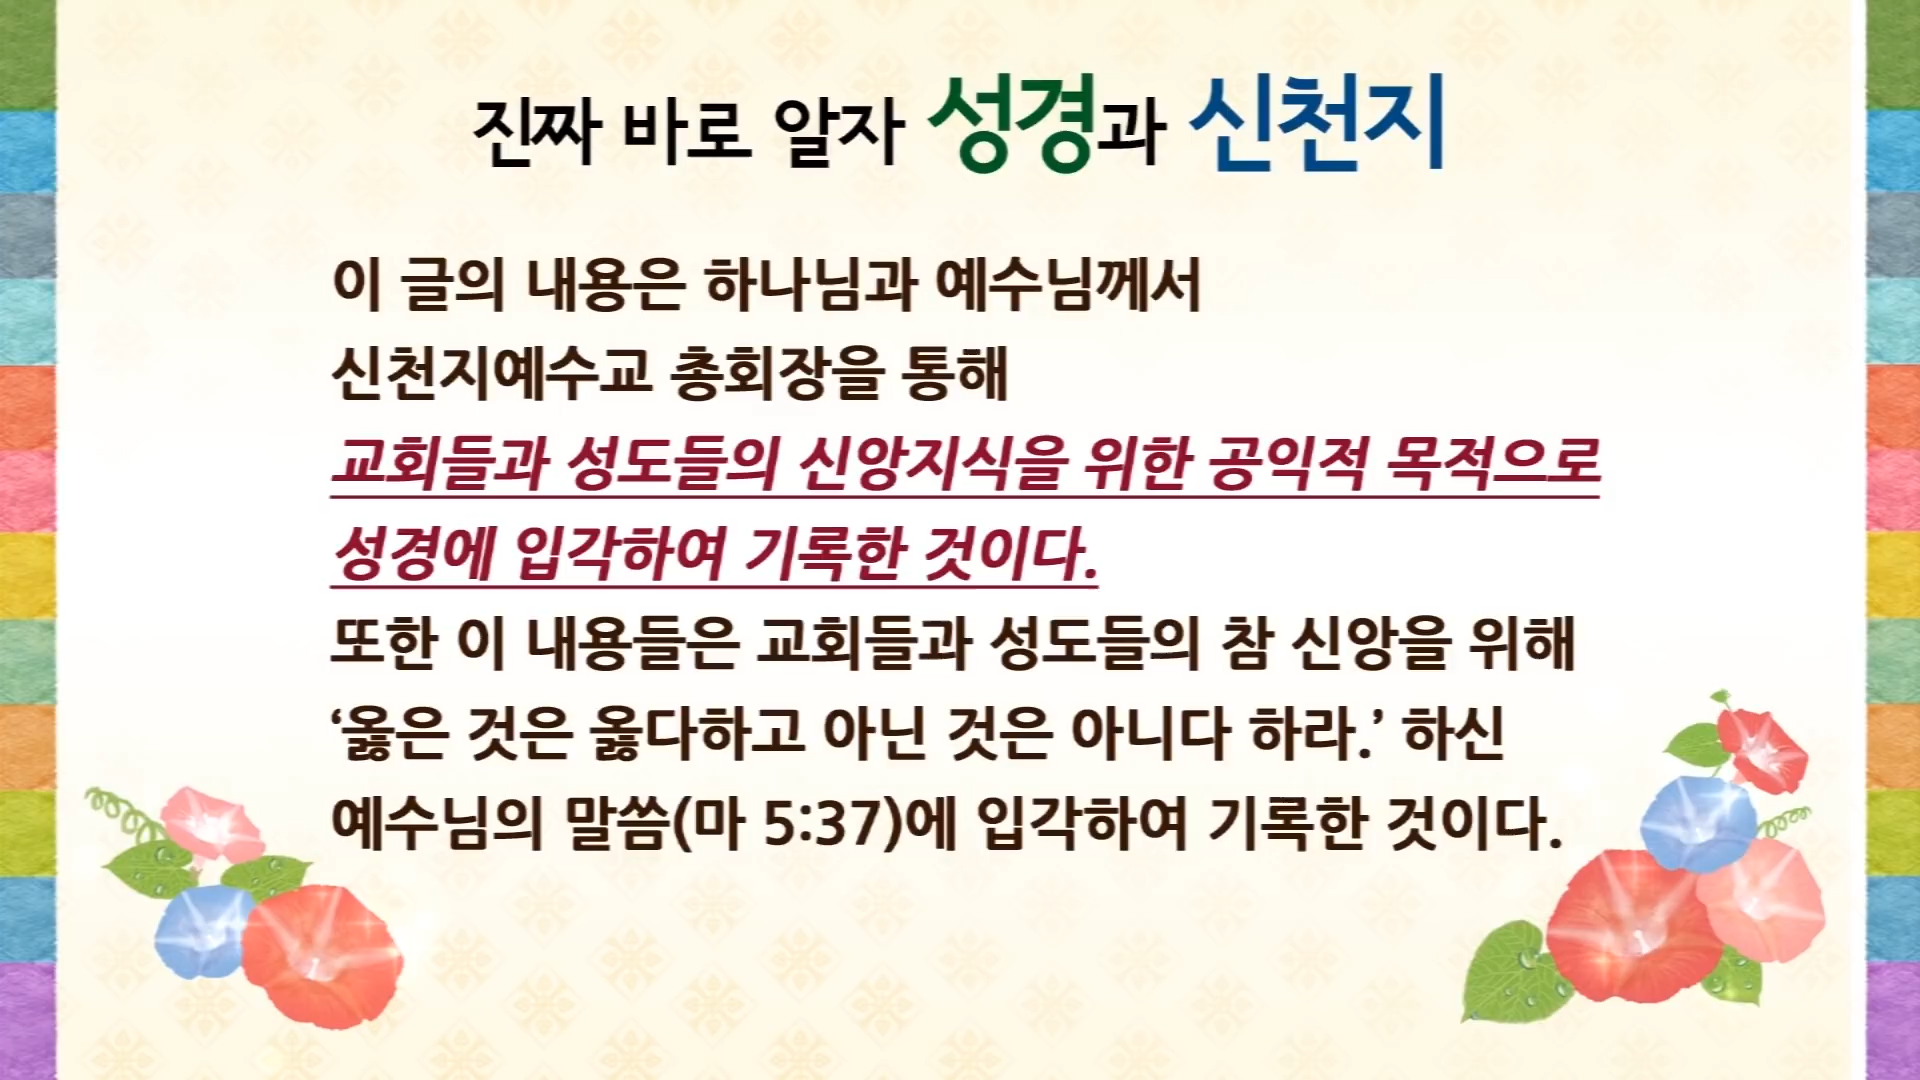 진짜 바로 알자 성경과 신천지
이 글의 내용은 하나님과 예수님께서
신천지예수교 총회장을 통해
교회들과 성도들의 신앙지식을 위한 공익적 목적으로
성경에 입각하여 기록한 것이다.
또한 이 내용들은 교회들과 성도들의 참 신앙을 위해
‘옳은 것은 옳다하고 아닌 것은 아니다 하라.’ 하신
예수님의 말씀(마 5:37)에 입각하여 기록한 것이다.